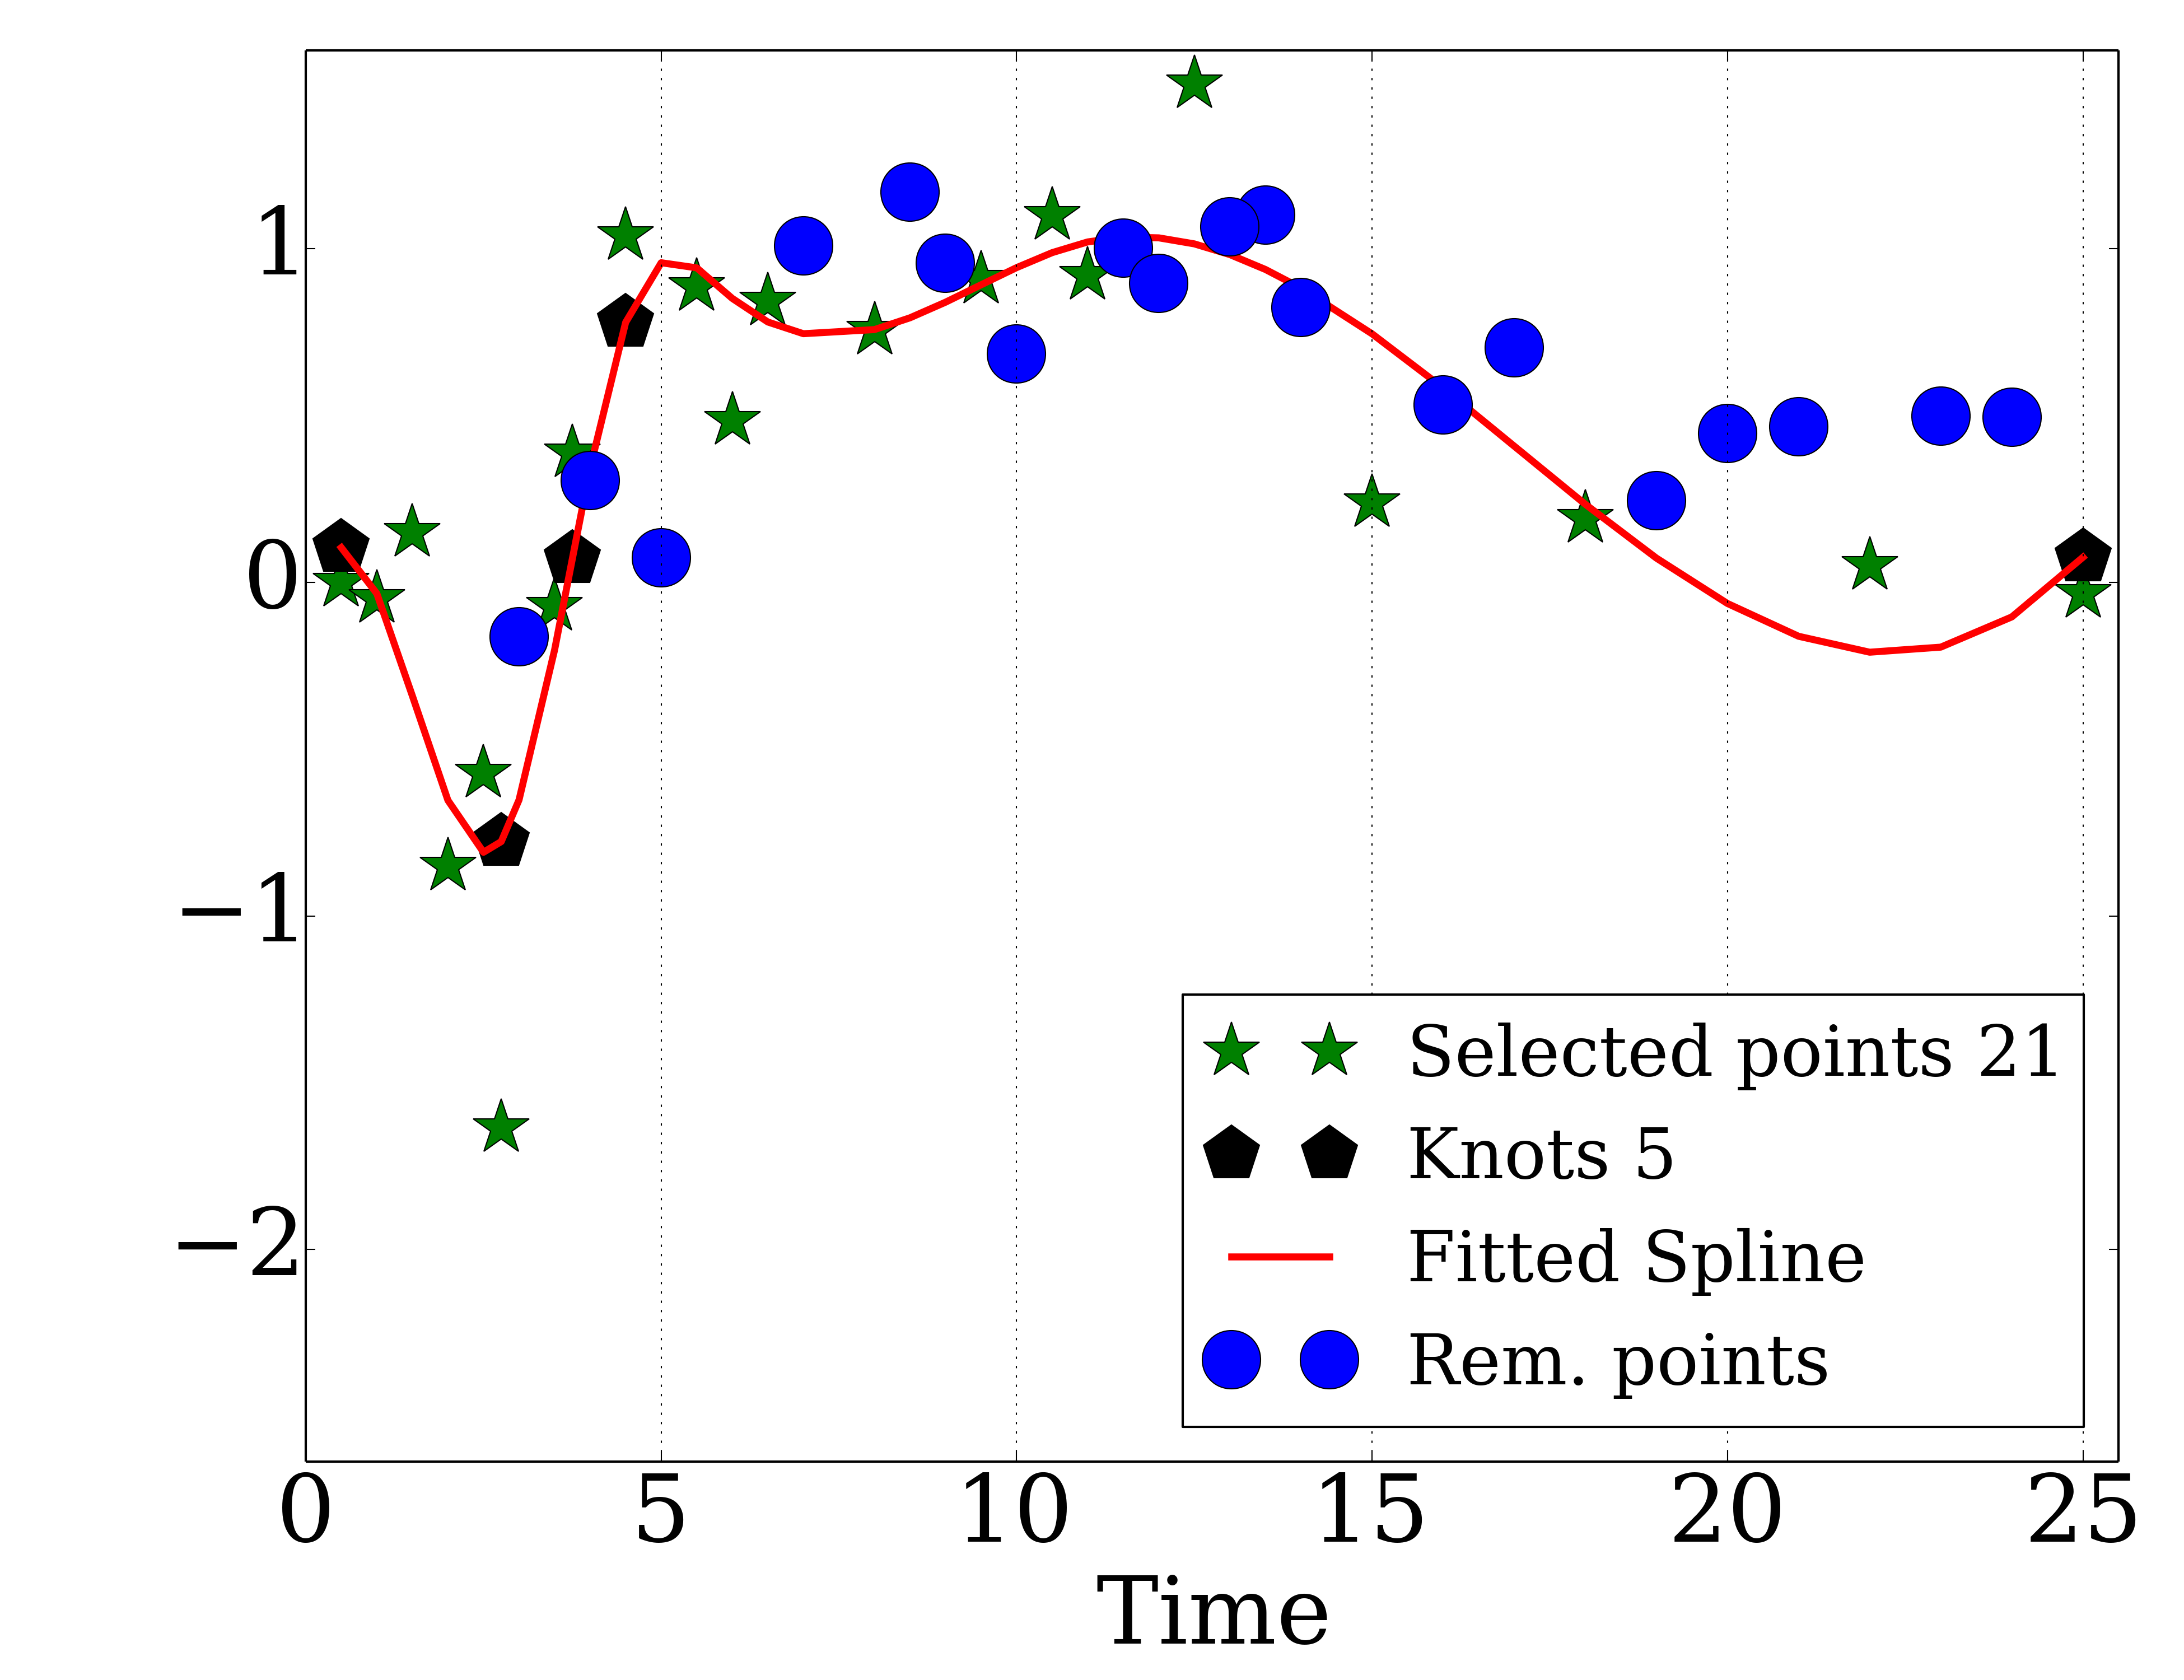 1
0
−1
−2
Selected points 21
Knots 5
Fitted Spline
Rem. points
0 5 10 15 20 25
Time